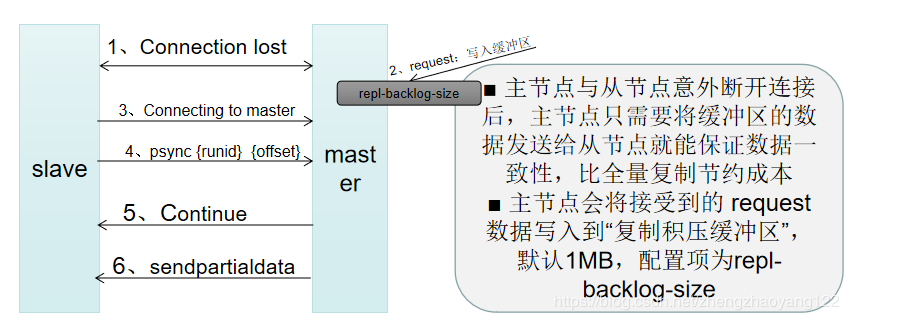 1、Connection lost
2、request：写入缓冲区
repl-backlog-size
3、Connecting to master
4、psync {runid} {offset}
slave
mast
er
5、Continue
6、sendpartialdata
■ 主节点与从节点意外断开连接
后，主节点只需要将缓冲区的数
据发送给从节点就能保证数据一
致性，比全量复制节约成本
■ 主节点会将接受到的 request
数据写入到“复制积压缓冲区”，
默认1MB，配置项为repl-
backlog-size
https://blog.csdn.net/zhengzhaoyang122